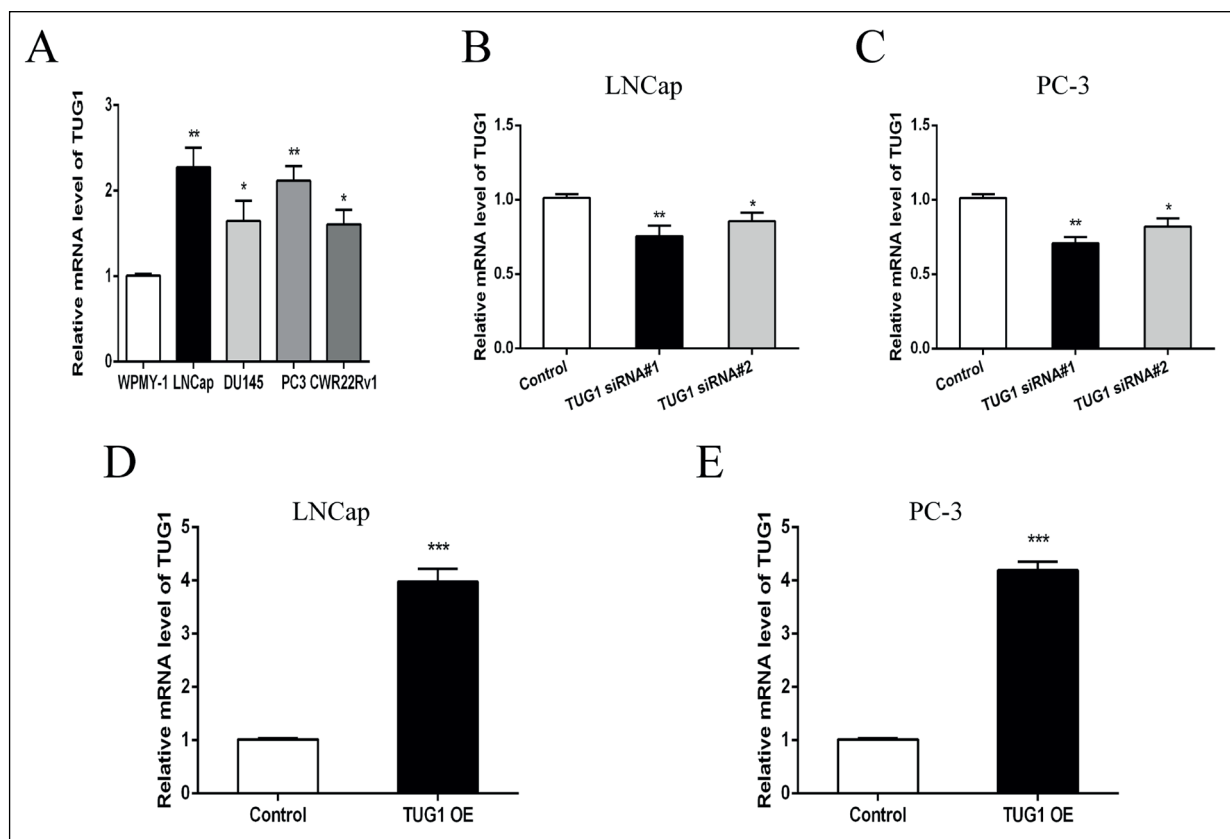 A
Relative mRNA level of TUG1
3
2
1
0
**
*
**
*
WPMY-1 LNCap DU145 PC3 CWR22Rv1
B
LNCap
Relative mRNA level of TUG1
1.5
1.0
0.5
0.0
**
*
Control
TUG1 siRNA#1
TUG1 siRNA#2
C
PC-3
Relative mRNA level of TUG1
1.5
1.0
0.5
0.0
**
*
Control
TUG1 siRNA#1
TUG1 siRNA#2
D
LNCap
Relative mRNA level of TUG1
5
4
3
2
1
0
***
Control TUG1 OE
E
PC-3
Relative mRNA level of TUG1
5
4
3
2
1
0
***
Control TUG1 OE